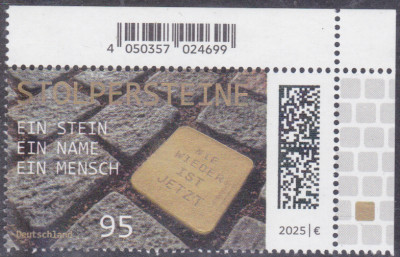 4 050357 024699
STOLPERSTEINE
EIN STEIN
EIN NAME
EIN MENSCH
NIE
WIEDER
IST
JETZT
95
Deutschland
2025 | €